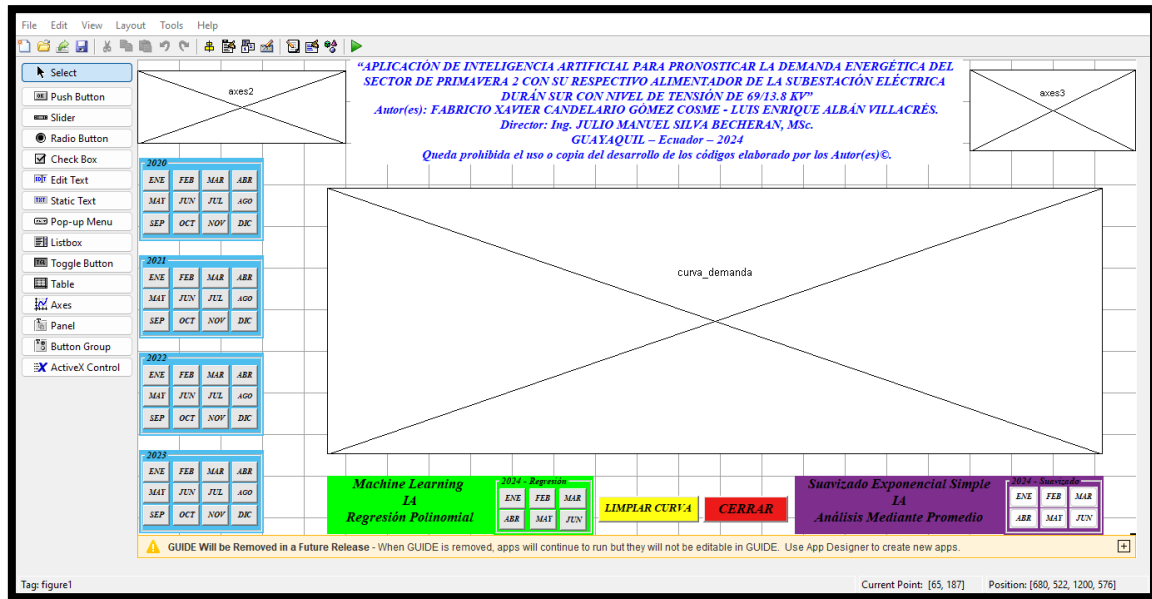 File Edit View Layout Tools Help
Select
Push Button
Slider
Radio Button
Check Box
Edit Text
Static Text
Pop-up Menu
Listbox
Toggle Button
Table
Axes
Panel
Button Group
ActiveX Control
axes2
“APLICACIÓN DE INTELIGENCIA ARTIFICIAL PARA PRONOSTICAR LA DEMANDA ENERGÉTICA DEL
SECTOR DE PRIMAVERA 2 CON SU RESPECTIVO ALIMENTADOR DE LA SUBESTACIÓN ELÉCTRICA
DURÁN SUR CON NIVEL DE TENSIÓN DE 69/13.8 KV”
Autor(es): FABRICIO XAVIER CANDELARIO GÓMEZ COSME - LUIS ENRIQUE ALBÁN VILLACRÉS.
Director: Ing. JULIO MANUEL SILVA BECHERAN, MSc.
GUAYAQUIL – Ecuador – 2024
Queda prohibida el uso o copia del desarrollo de los códigos elaborado por los Autor(es)©.
axes3
2020
ENE FEB MAR ABR
MAY JUN JUL AGO
SEP OCT NOV DIC
2021
ENE FEB MAR ABR
MAY JUN JUL AGO
SEP OCT NOV DIC
2022
ENE FEB MAR ABR
MAY JUN JUL AGO
SEP OCT NOV DIC
2023
ENE FEB MAR ABR
MAY JUN JUL AGO
SEP OCT NOV DIC
curva_demanda
Machine Learning
IA
Regresión Polinomial
2024 - Regresión
ENE FEB MAR
ABR MAY JUN
LIMPIAR CURVA
CERRAR
Suavizado Exponencial Simple
IA
Análisis Mediante Promedio
2024 - Suavizado
ENE FEB MAR
ABR MAY JUN
GUIDE Will be Removed in a Future Release - When GUIDE is removed, apps will continue to run but they will not be editable in GUIDE. Use App Designer to create new apps.
Tag: figure1
Current Point: [65, 187]
Position: [680, 522, 1200, 576]